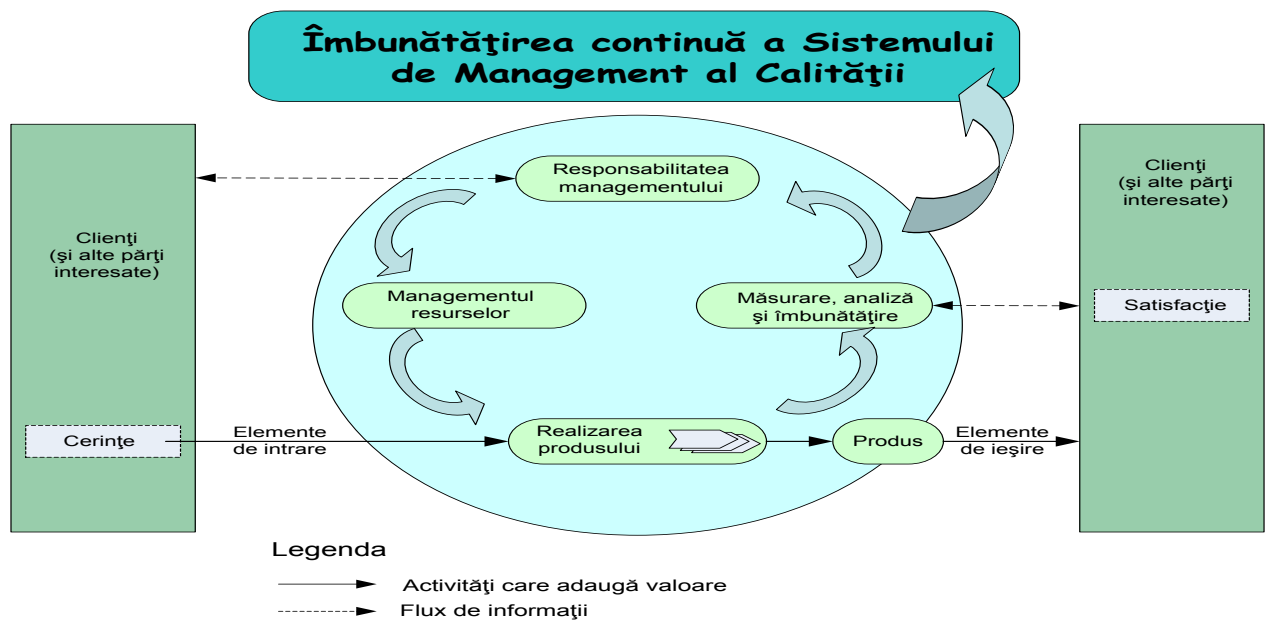 Îmbunătăţirea continuă a Sistemului
de Management al Calităţii
Clienţi
(şi alte părţi
interesate)
Cerinţe
Elemente
de intrare
Responsabilitatea
managementului
Managementul
resurselor
Măsurare, analiză
şi îmbunătăţire
Realizarea
produsului
Produs
Elemente
de ieşire
Clienţi
(şi alte părţi
interesate)
Satisfacţie
Legenda
Activităţi care adaugă valoare
Flux de informaţii